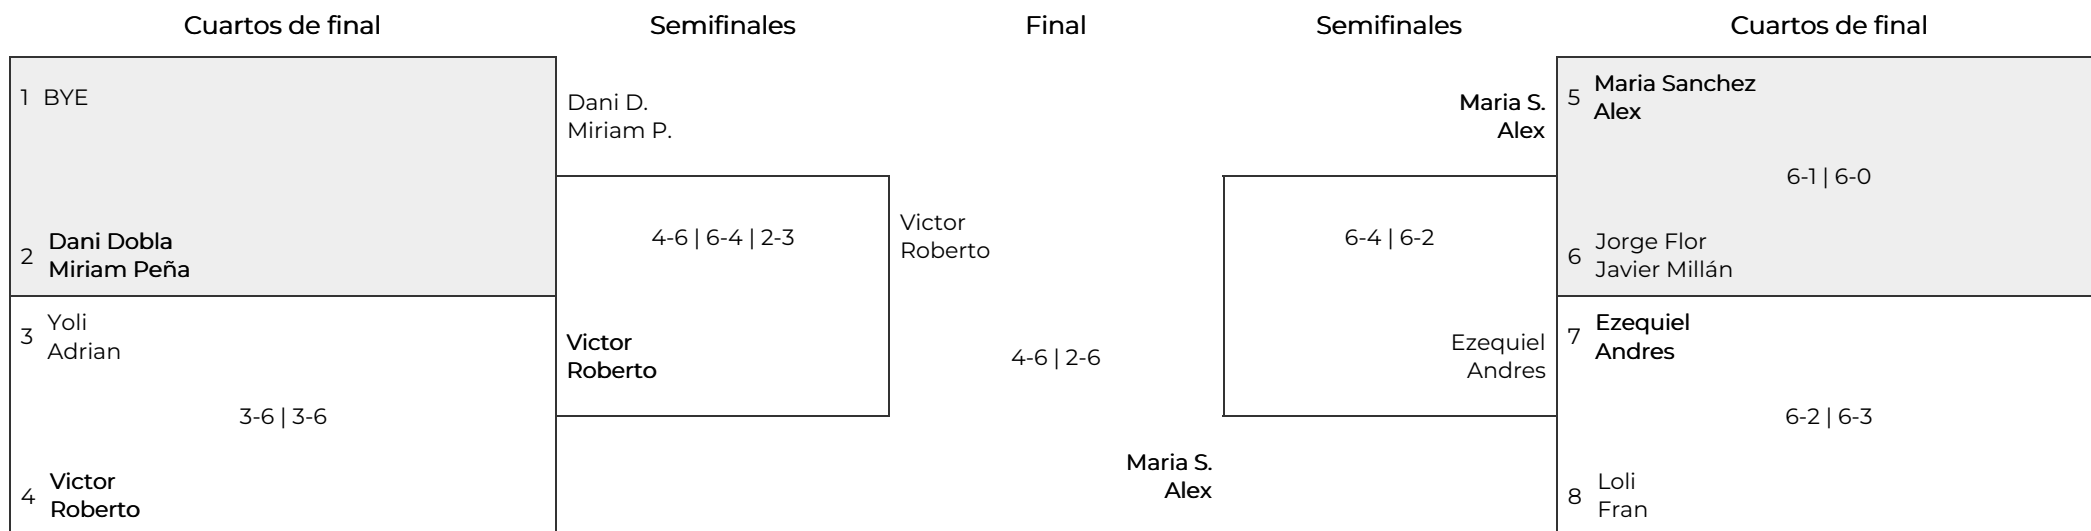 Cuartos de final
Semifinales
Final
Semifinales
Cuartos de final
1 BYE
2 Dani Dobla
Miriam Peña
3 Yoli
Adrian
3-6 | 3-6
4 Victor
Roberto
Dani D.
Miriam P.
4-6 | 6-4 | 2-3
Victor
Roberto
Victor
Roberto
4-6 | 2-6
Maria S.
Alex
Maria S.
Alex
6-4 | 6-2
Ezequiel
Andres
5 Maria Sanchez
Alex
6-1 | 6-0
6 Jorge Flor
Javier Millán
7 Ezequiel
Andres
6-2 | 6-3
8 Loli
Fran